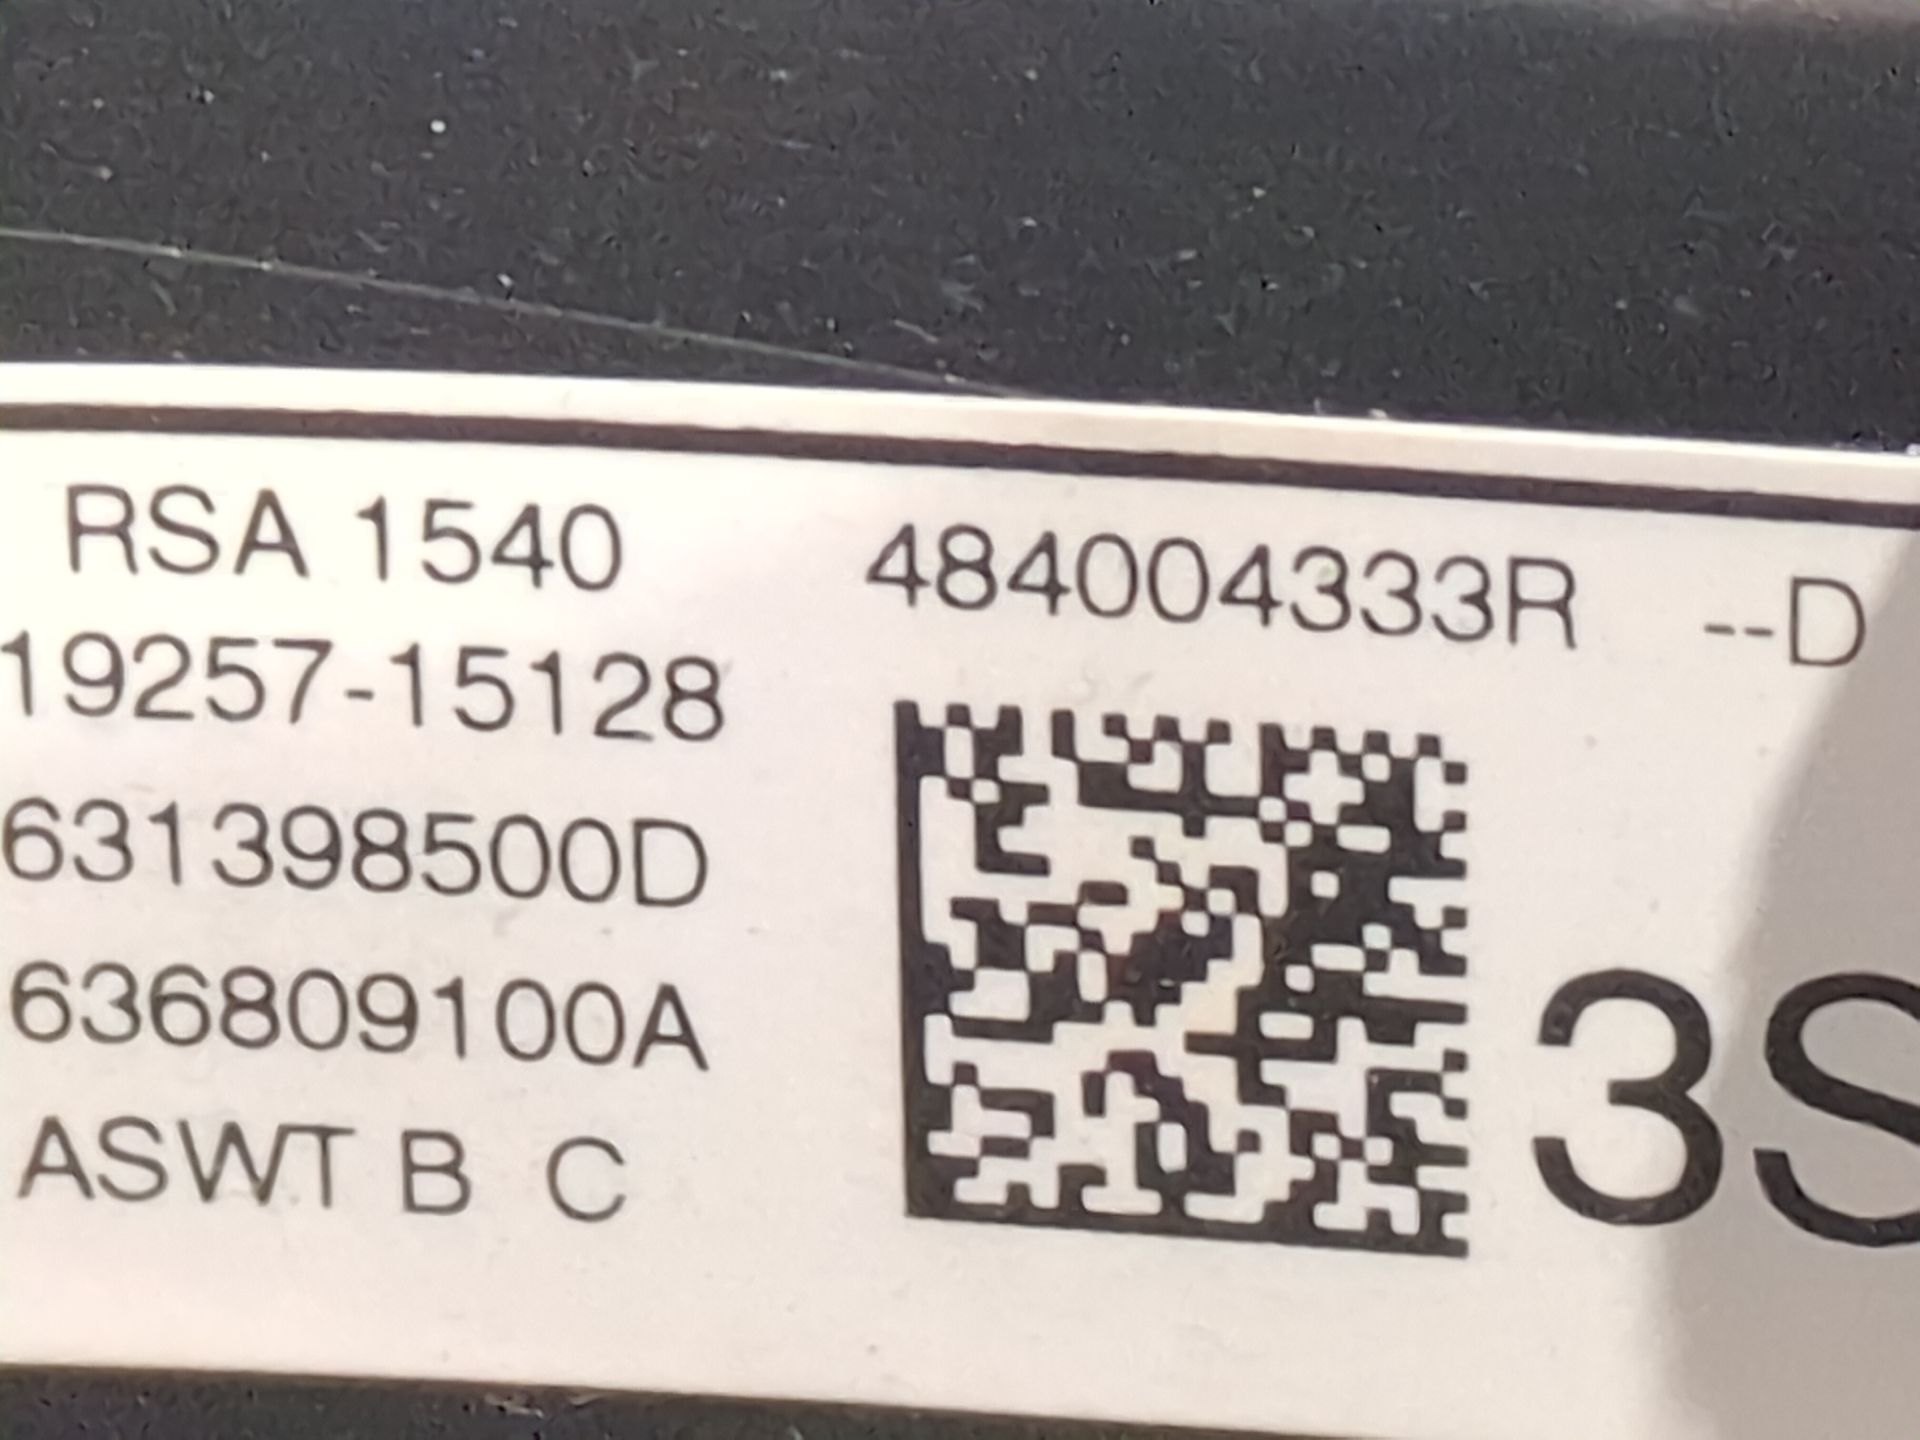 RSA 1540
19257-15128
631398500D
636809100A
ASWT B C
484004333R --D
3S